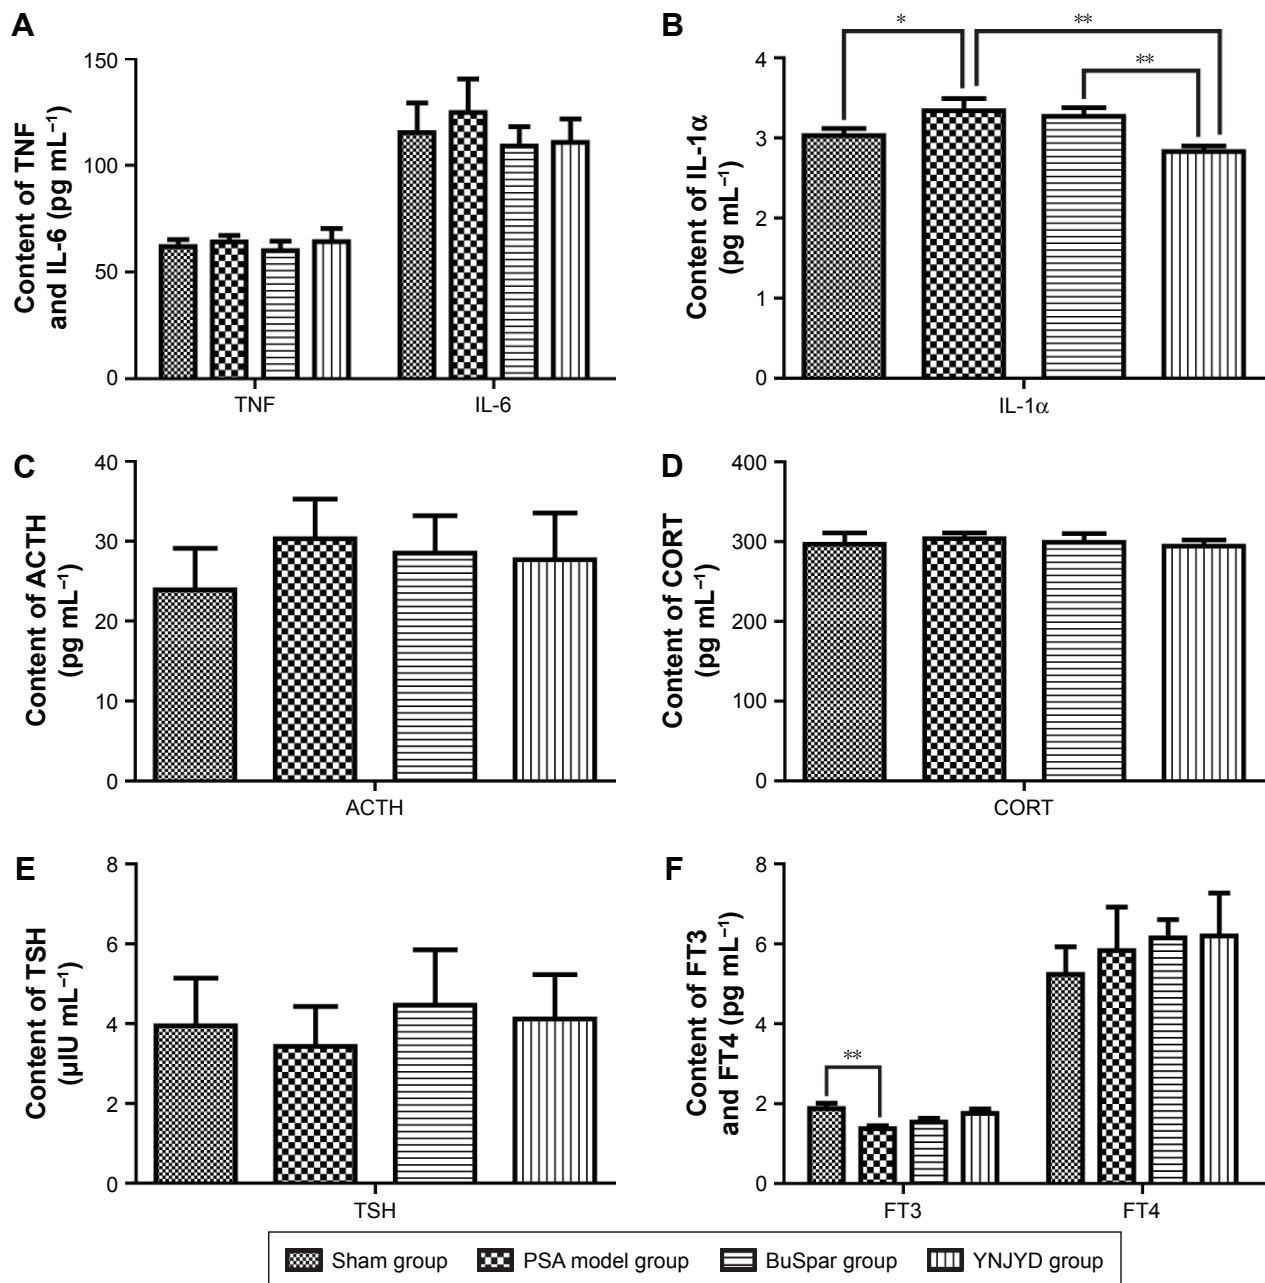 A
Content of TNF
and IL-6 (pg mL⁻¹)
150
100
50
0
TNF
IL-6
B
Content of IL-1α
(pg mL⁻¹)
4
3
2
1
0
*
**
**
IL-1α
C
Content of ACTH
(pg mL⁻¹)
40
30
20
10
0
ACTH
D
Content of CORT
(pg mL⁻¹)
400
300
200
100
0
CORT
E
Content of TSH
(µIU mL⁻¹)
8
6
4
2
0
TSH
F
Content of FT3
and FT4 (pg mL⁻¹)
8
6
4
2
0
**
FT3
FT4
Sham group
PSA model group
BuSpar group
YNJYD group